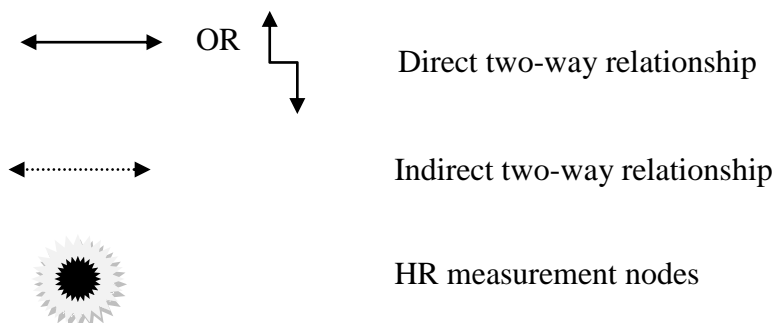 OR
Direct two-way relationship
Indirect two-way relationship
HR measurement nodes